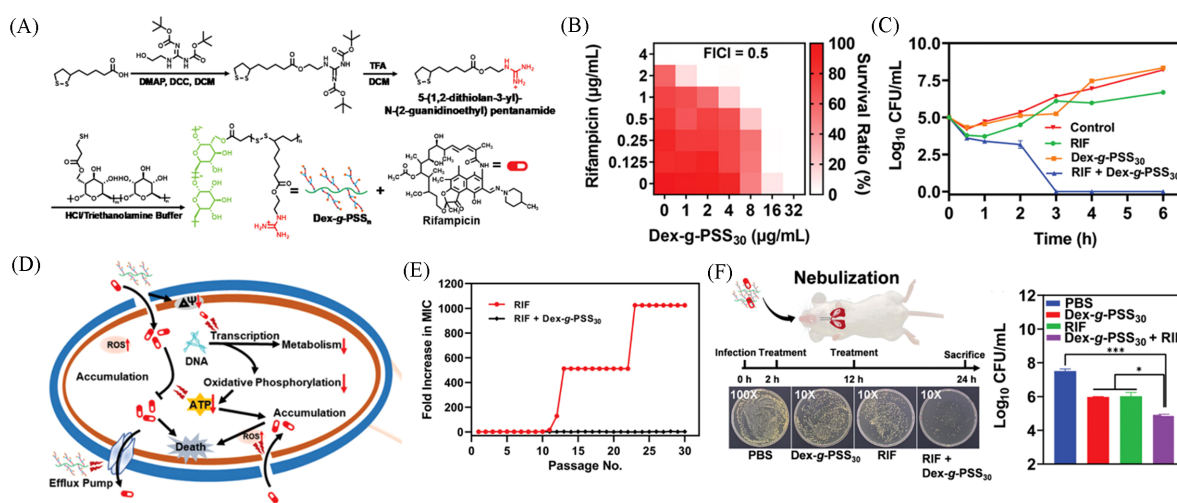 (A)
HO
OH
S-S
DMAP, DCC, DCM
TFA
DCM
5-(1,2-dithiolan-3-yl)-
N-(2-guanidinoethyl) pentanamide
SH
HCl/Triethanolamine Buffer
Dex-g-PSSn
+
Rifampicin
=
(B)
FICI = 0.5
Rifampicin (µg/mL)
4
2
1
0.5
0.25
0.125
0
0 1 2 4 8 16 32
Dex-g-PSS30 (µg/mL)
100
80
60
40
20
0
Survival Ratio (%)
(C)
Log10 CFU/mL
10.0
7.5
5.0
2.5
0.0
0 1 2 3 4 5 6
Time (h)
Control
RIF
Dex-g-PSS30
RIF + Dex-g-PSS30
(D)
ΔΨ
ROS
DNA
Transcription
Metabolism
Accumulation
Oxidative Phosphorylation
ATP
Accumulation
ROS
Death
Efflux Pump
(E)
Fold Increase in MIC
1200
1000
800
600
400
200
0
0 5 10 15 20 25 30
Passage No.
RIF
RIF + Dex-g-PSS30
(F)
Nebulization
Infection Treatment Treatment Sacrifice
0 h 2 h 12 h 24 h
100X 10X 10X 10X
PBS Dex-g-PSS30 RIF RIF +
Dex-g-PSS30
Log10 CFU/mL
12
10
8
6
4
2
PBS
Dex-g-PSS30
RIF
Dex-g-PSS30 + RIF
***
*